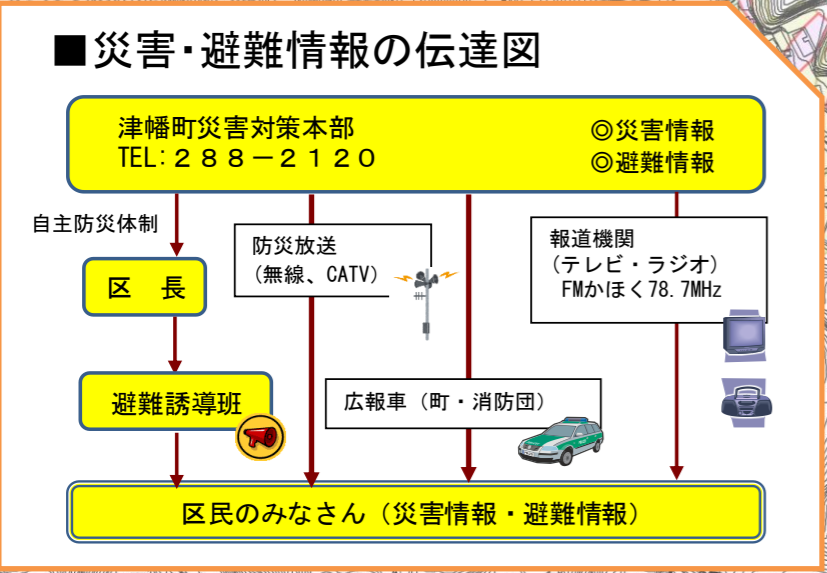 ■災害・避難情報の伝達図
津幡町災害対策本部
TEL:２８８－２１２０
◎災害情報
◎避難情報
自主防災体制
区　長
避難誘導班
防災放送
(無線、CATV)
広報車（町・消防団）
報道機関
(テレビ・ラジオ)
FMかほく78.7MHz
区民のみなさん（災害情報・避難情報）